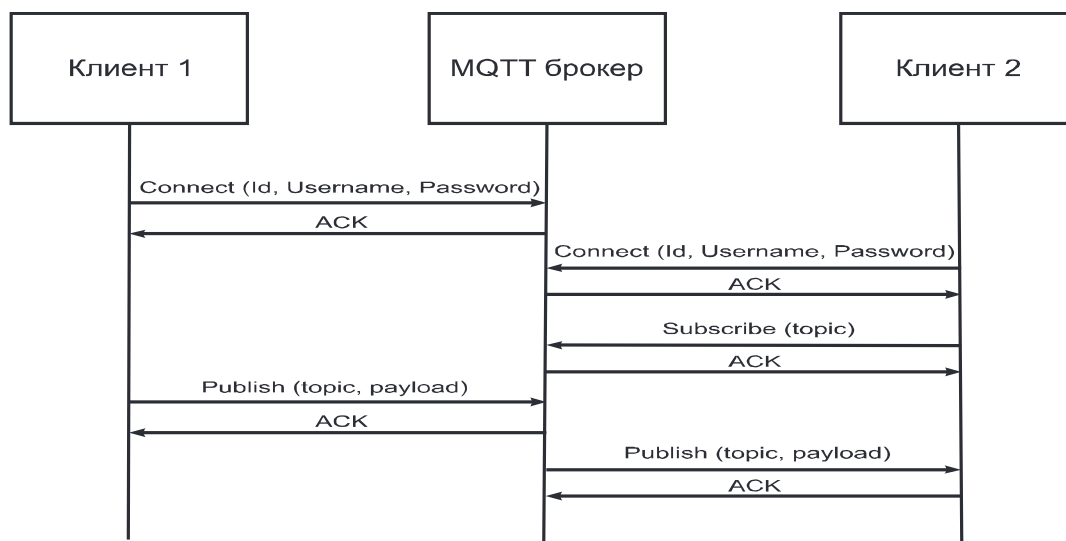 Клиент 1
MQTT брокер
Клиент 2
Connect (Id, Username, Password)
ACK
Connect (Id, Username, Password)
ACK
Subscribe (topic)
ACK
Publish (topic, payload)
ACK
Publish (topic, payload)
ACK